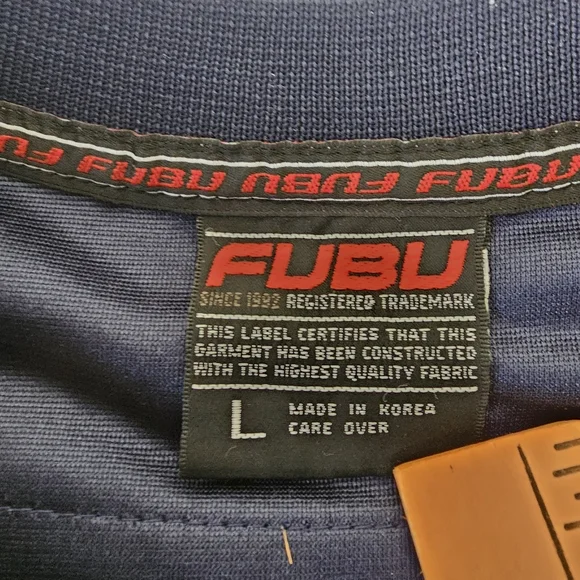 FUBU FUBU FUBU FUBU
FUBU
SINCE 1992 REGISTERED TRADEMARK
THIS LABEL CERTIFIES THAT THIS
GARMENT HAS BEEN CONSTRUCTED
WITH THE HIGHEST QUALITY FABRIC
L
MADE IN KOREA
CARE OVER